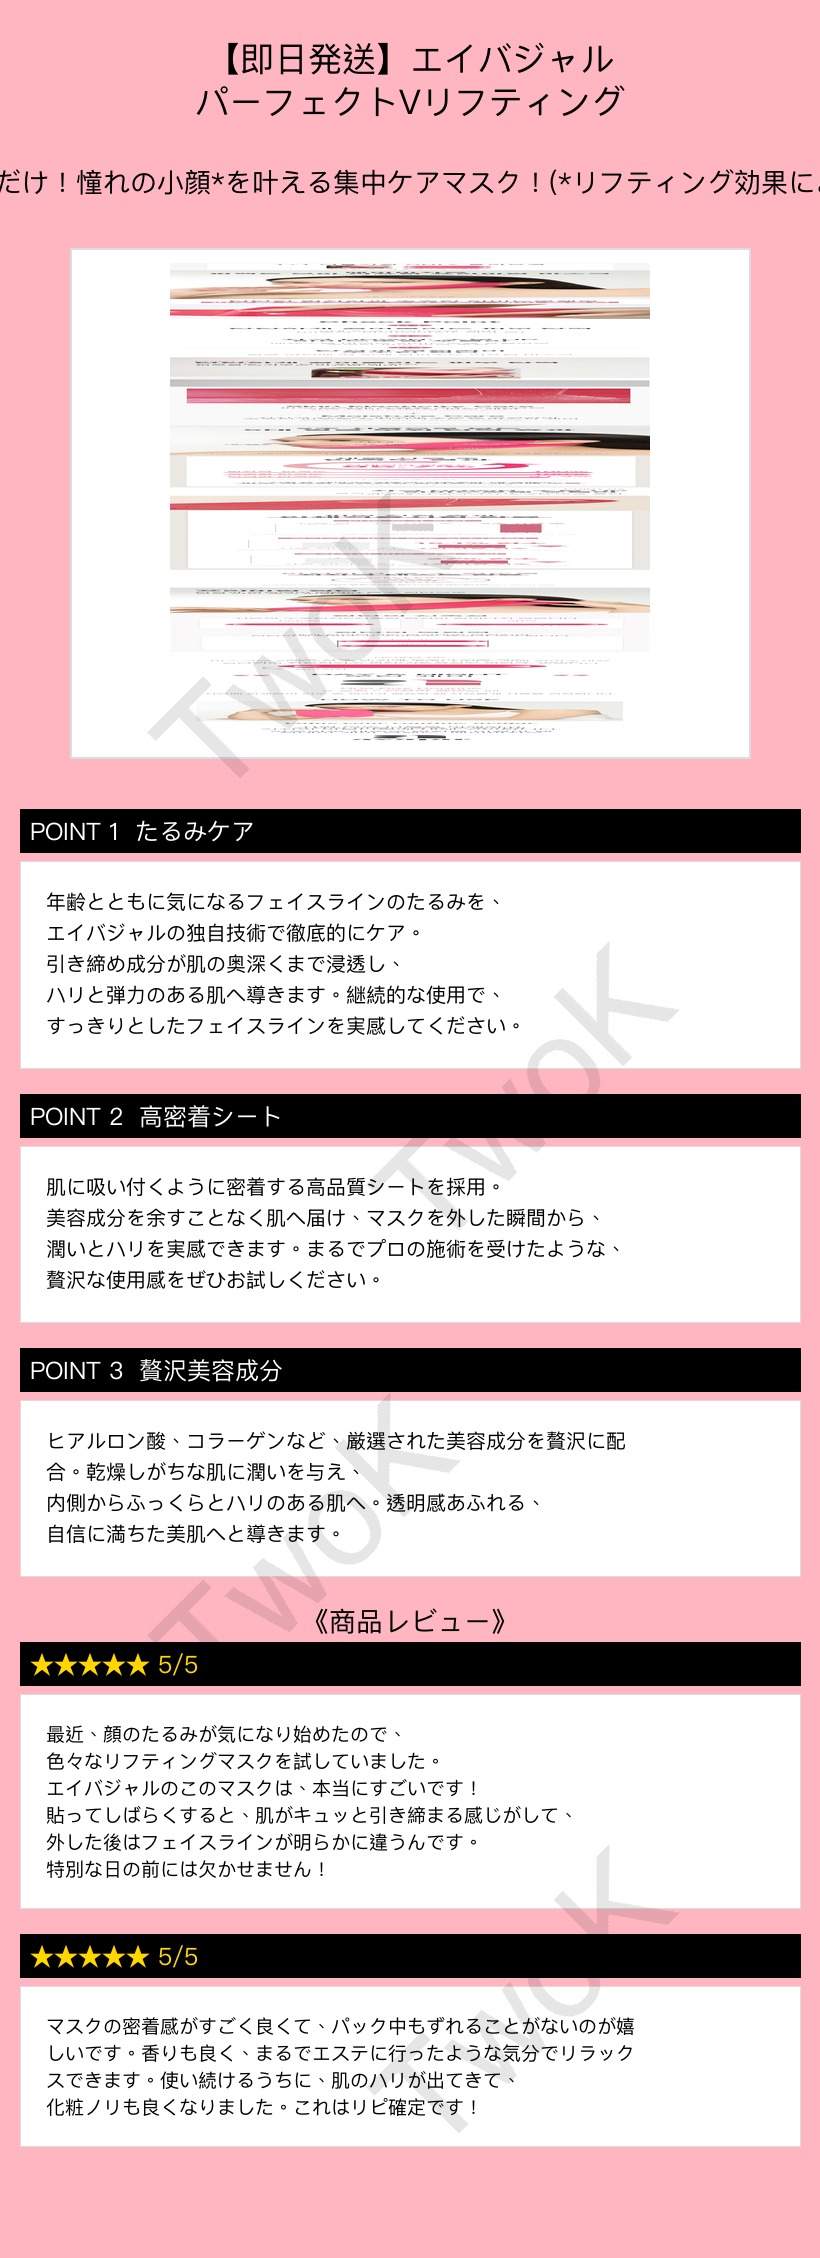 【即日発送】エイバジャル
パーフェクトVリフティング
だけ！憧れの小顔*を叶える集中ケアマスク！(*リフティング効果に
Check Point
TwoK
POINT 1 たるみケア
年齢とともに気になるフェイスラインのたるみを、
エイバジャルの独自技術で徹底的にケア。
引き締め成分が肌の奥深くまで浸透し、
ハリと弾力のある肌へ導きます。継続的な使用で、
すっきりとしたフェイスラインを実感してください。
TwoK
POINT 2 高密着シート
肌に吸い付くように密着する高品質シートを採用。
美容成分を余すことなく肌へ届け、マスクを外した瞬間から、
潤いとハリを実感できます。まるでプロの施術を受けたような、
贅沢な使用感をぜひお試しください。
POINT 3 贅沢美容成分
ヒアルロン酸、コラーゲンなど、厳選された美容成分を贅沢に配
合。乾燥しがちな肌に潤いを与え、
内側からふっくらとハリのある肌へ。透明感あふれる、
自信に満ちた美肌へと導きます。
TwoK
《商品レビュー》
★★★★★ 5/5
最近、顔のたるみが気になり始めたので、
色々なリフティングマスクを試していました。
エイバジャルのこのマスクは、本当にすごいです！
貼ってしばらくすると、肌がキュッと引き締まる感じがして、
外した後はフェイスラインが明らかに違うんです。
特別な日の前には欠かせません！
TwoK
★★★★★ 5/5
マスクの密着感がすごく良くて、パック中もずれることがないのが嬉
しいです。香りも良く、まるでエステに行ったような気分でリラック
スできます。使い続けるうちに、肌のハリが出てきて、
化粧ノリも良くなりました。これはリピ確定です！